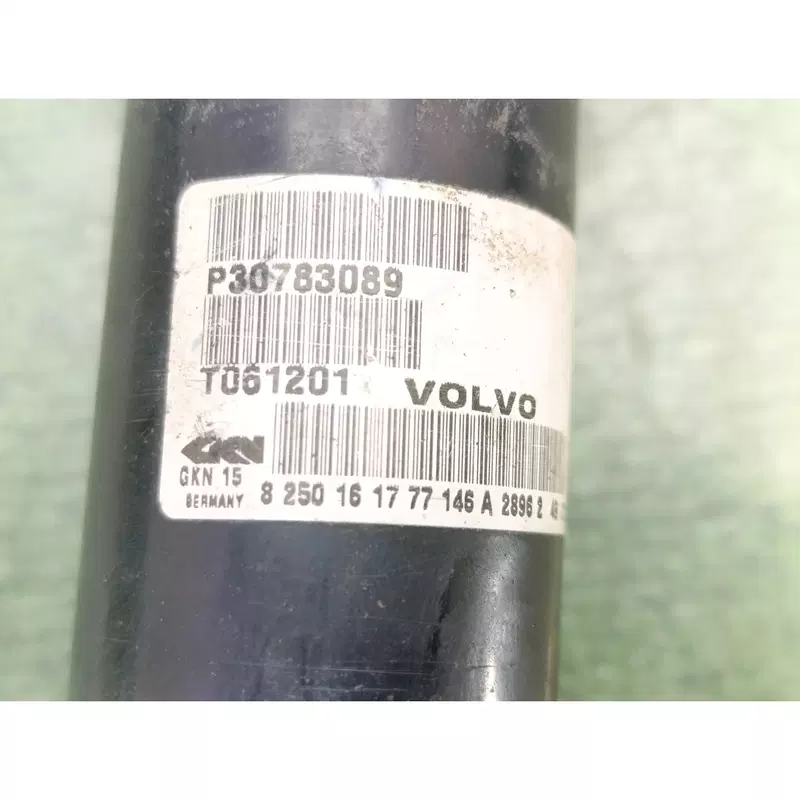 P30783089
T061201 VOLVO
GKN
GKN 15
GERMANY 8 250 16 17 77 146 A 2896 2